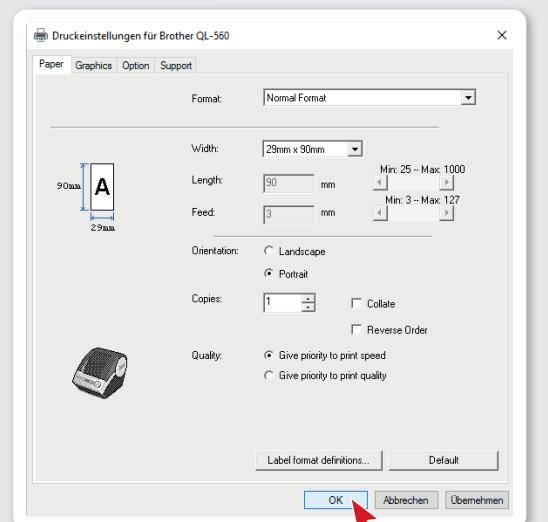 Druckeinstellungen für Brother QL-560
Paper Graphics Option Support
Format: Normal Format
Width: 29mm x 90mm
Min: 25 -- Max: 1000
Length: 90 mm
Min: 3 -- Max: 127
Feed: 3 mm
90mm
A
29mm
Orientation: Landscape
Portrait
Copies: 1 Collate
Reverse Order
Quality: Give priority to print speed
Give priority to print quality
Label format definitions... Default
OK Abbrechen Übernehmen